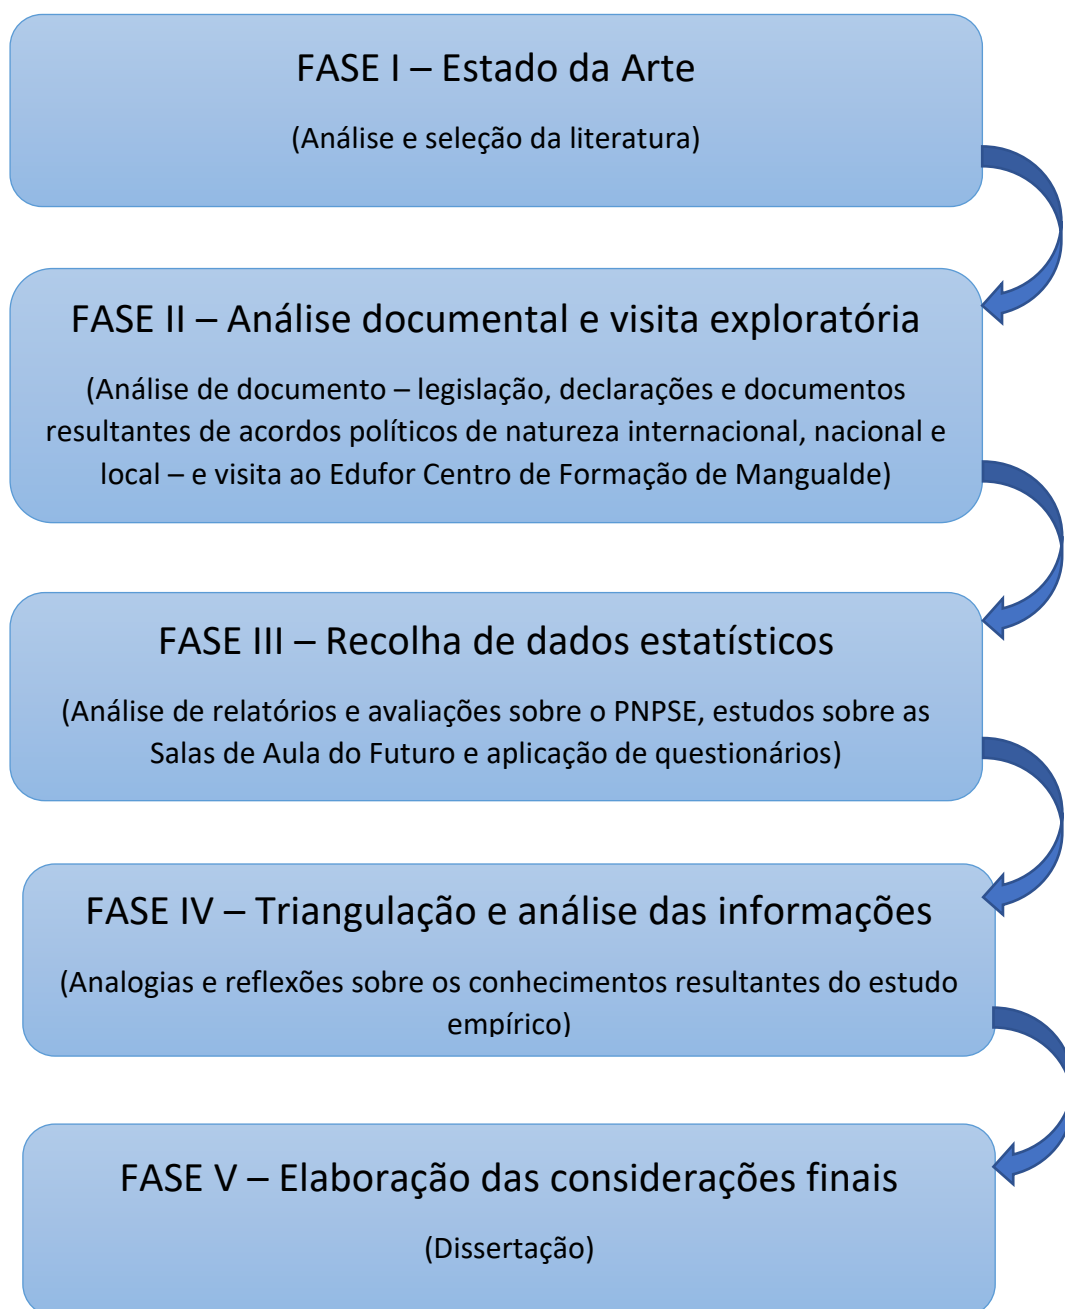 FASE I – Estado da Arte
(Análise e seleção da literatura)
FASE II – Análise documental e visita exploratória
(Análise de documento – legislação, declarações e documentos
resultantes de acordos políticos de natureza internacional, nacional e
local – e visita ao Edufor Centro de Formação de Mangualde)
FASE III – Recolha de dados estatísticos
(Análise de relatórios e avaliações sobre o PNPSE, estudos sobre as
Salas de Aula do Futuro e aplicação de questionários)
FASE IV – Triangulação e análise das informações
(Analogias e reflexões sobre os conhecimentos resultantes do estudo
empírico)
FASE V – Elaboração das considerações finais
(Dissertação)